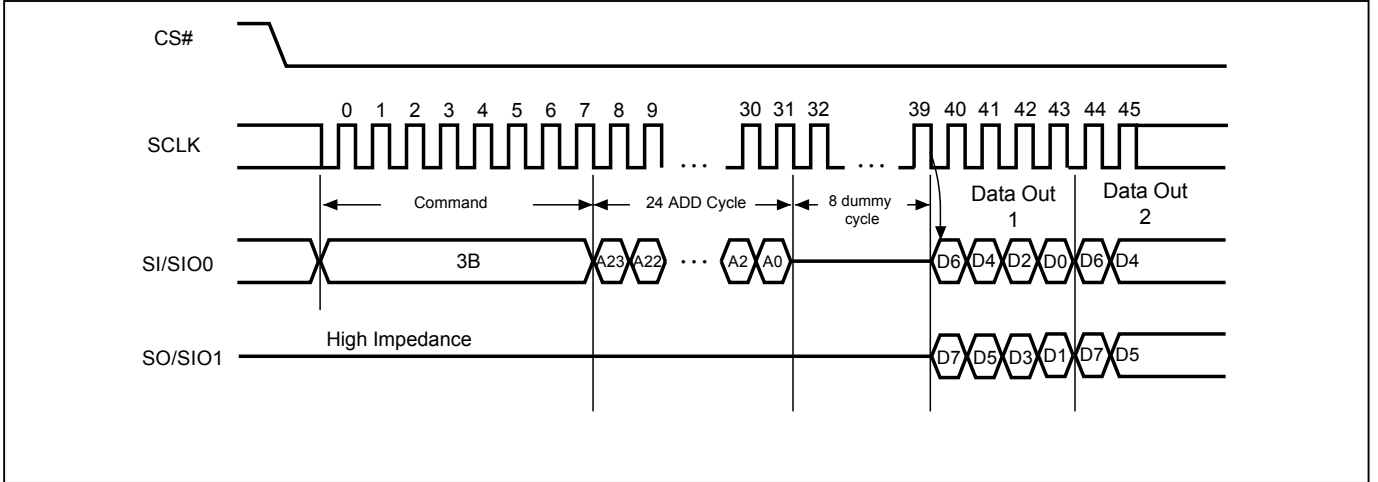 CS#
0 1 2 3 4 5 6 7 8 9 30 31 32 39 40 41 42 43 44 45
SCLK
... ...
Command 24 ADD Cycle 8 dummy cycle Data Out 1 Data Out 2
SI/SIO0 3B A23 A22 ... A2 A0 D6 D4 D2 D0 D6 D4
High Impedance
SO/SIO1 D7 D5 D3 D1 D7 D5